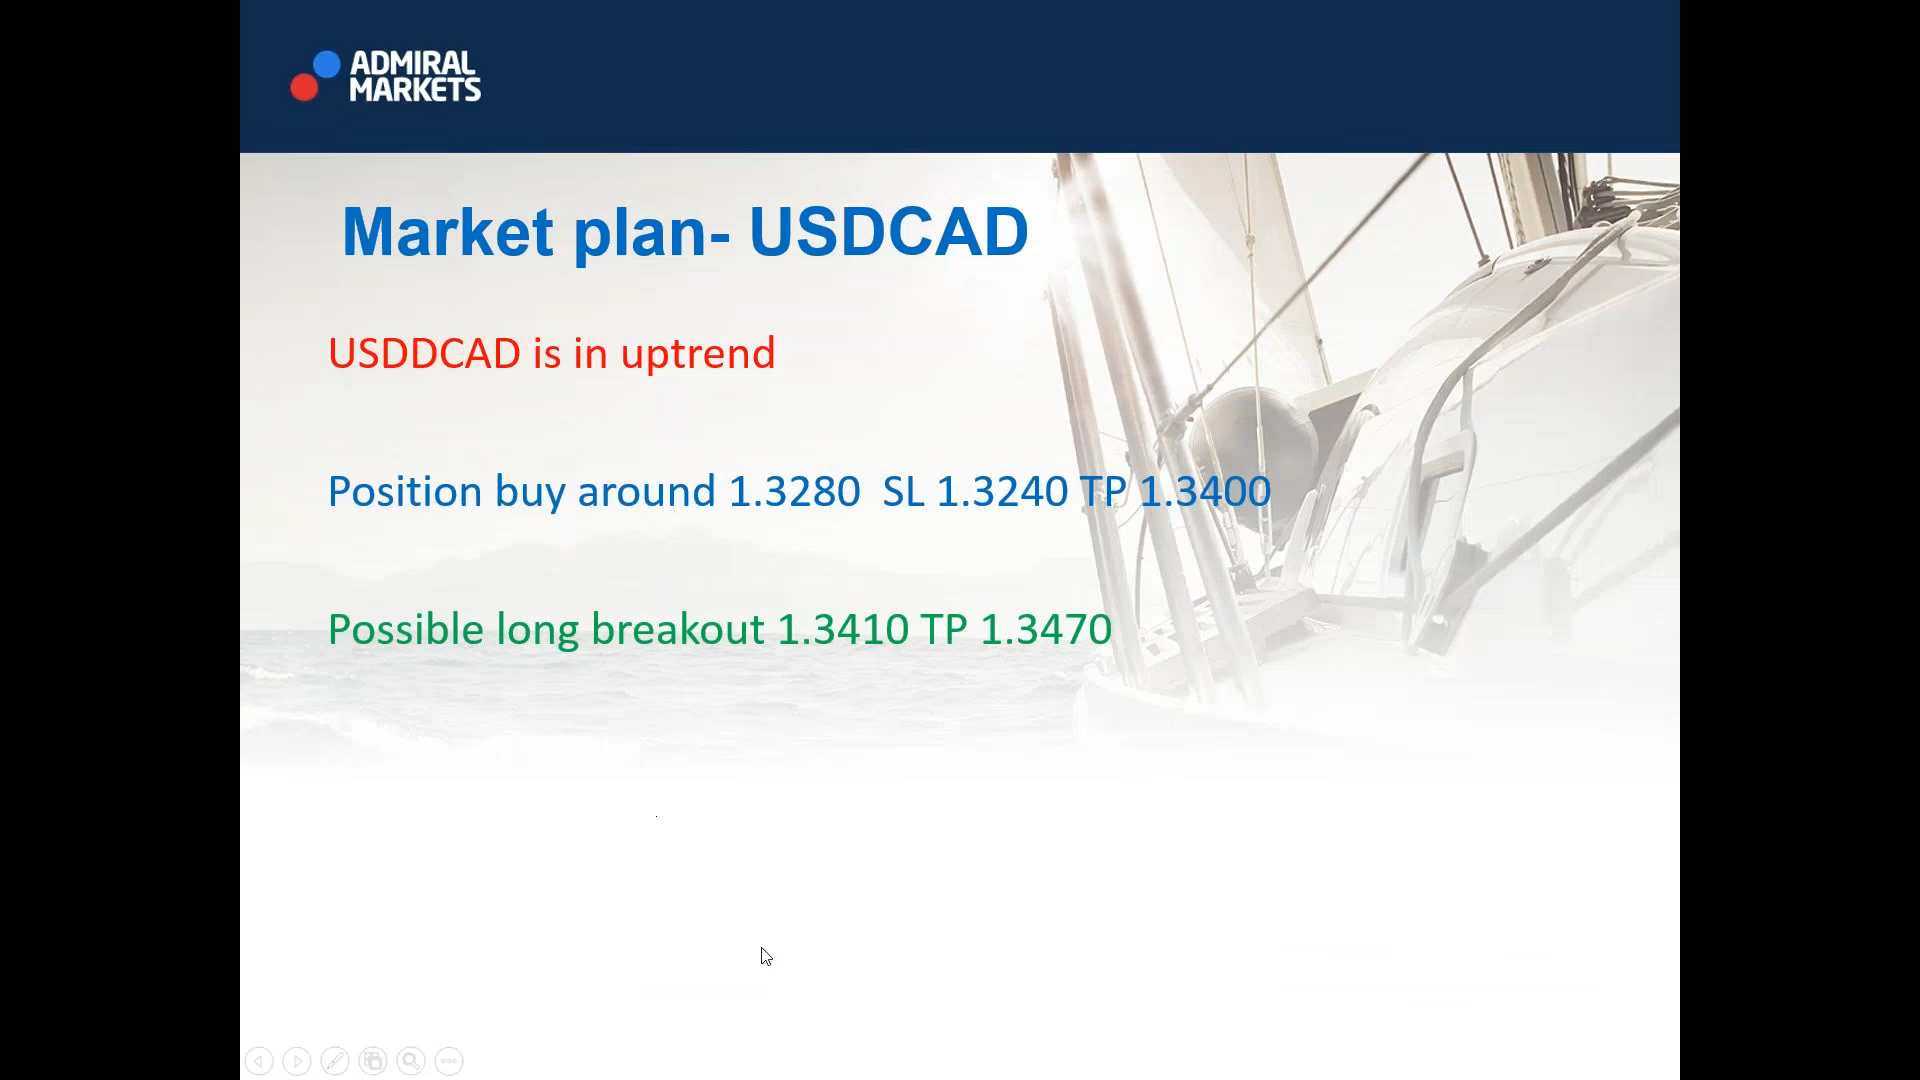 ADMIRAL
MARKETS
Market plan- USDCAD
USDDCAD is in uptrend
Position buy around 1.3280  SL 1.3240 TP 1.3400
Possible long breakout 1.3410 TP 1.3470